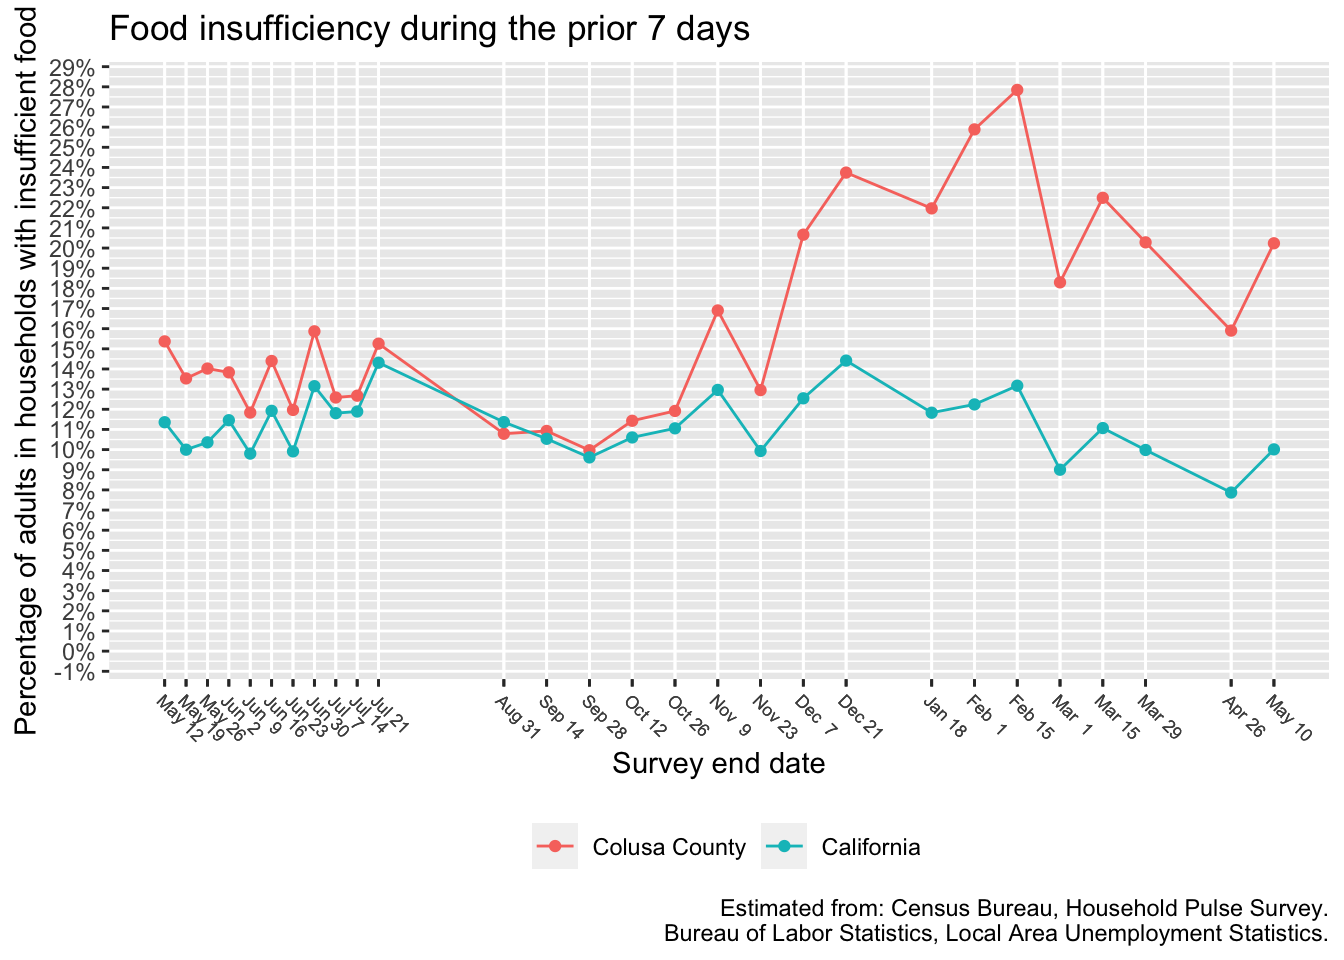 Food insufficiency during the prior 7 days
Percentage of adults in households with insufficient food
29%
28%
27%
26%
25%
24%
23%
22%
21%
20%
19%
18%
17%
16%
15%
14%
13%
12%
11%
10%
9%
8%
7%
6%
5%
4%
3%
2%
1%
0%
-1%
May 12
May 19
May 26
Jun 2
Jun 9
Jun 16
Jun 23
Jun 30
Jul 7
Jul 14
Jul 21
Aug 31
Sep 14
Sep 28
Oct 12
Oct 26
Nov 9
Nov 23
Dec 7
Dec 21
Jan 18
Feb 1
Feb 15
Mar 1
Mar 15
Mar 29
Apr 26
May 10
Survey end date
Colusa County
California
Estimated from: Census Bureau, Household Pulse Survey.
Bureau of Labor Statistics, Local Area Unemployment Statistics.